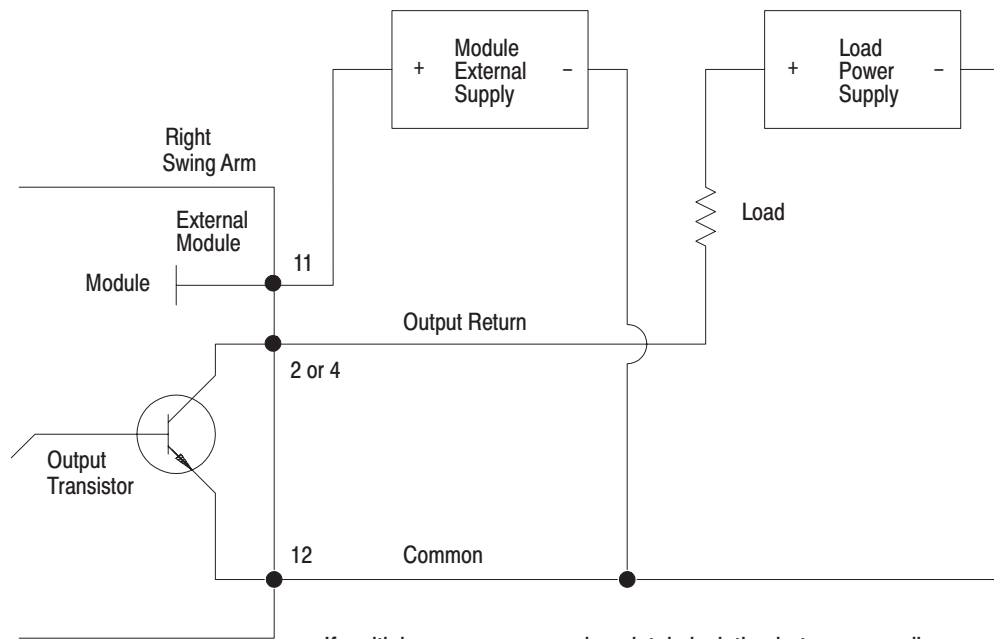 Module
External
Supply
+
–
Load
Power
Supply
+
–
Right
Swing Arm
External
Module
11
Load
Module
Output Return
2 or 4
Output
Transistor
12
Common